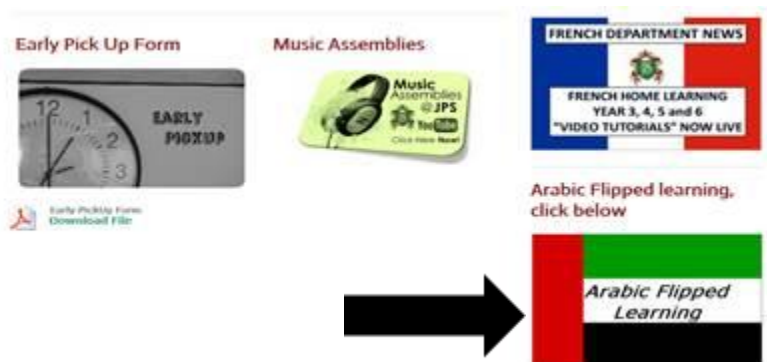 Early Pick Up Form
12
1
2
3
EARLY
PICKUP
Early PickUp Form
Download File
Music Assemblies
Music
Assemblies
@ JPS
YouTube
Click Here Now!
FRENCH DEPARTMENT NEWS
FRENCH HOME LEARNING
YEAR 3, 4, 5 and 6
"VIDEO TUTORIALS" NOW LIVE
Arabic Flipped learning,
click below
Arabic Flipped
Learning